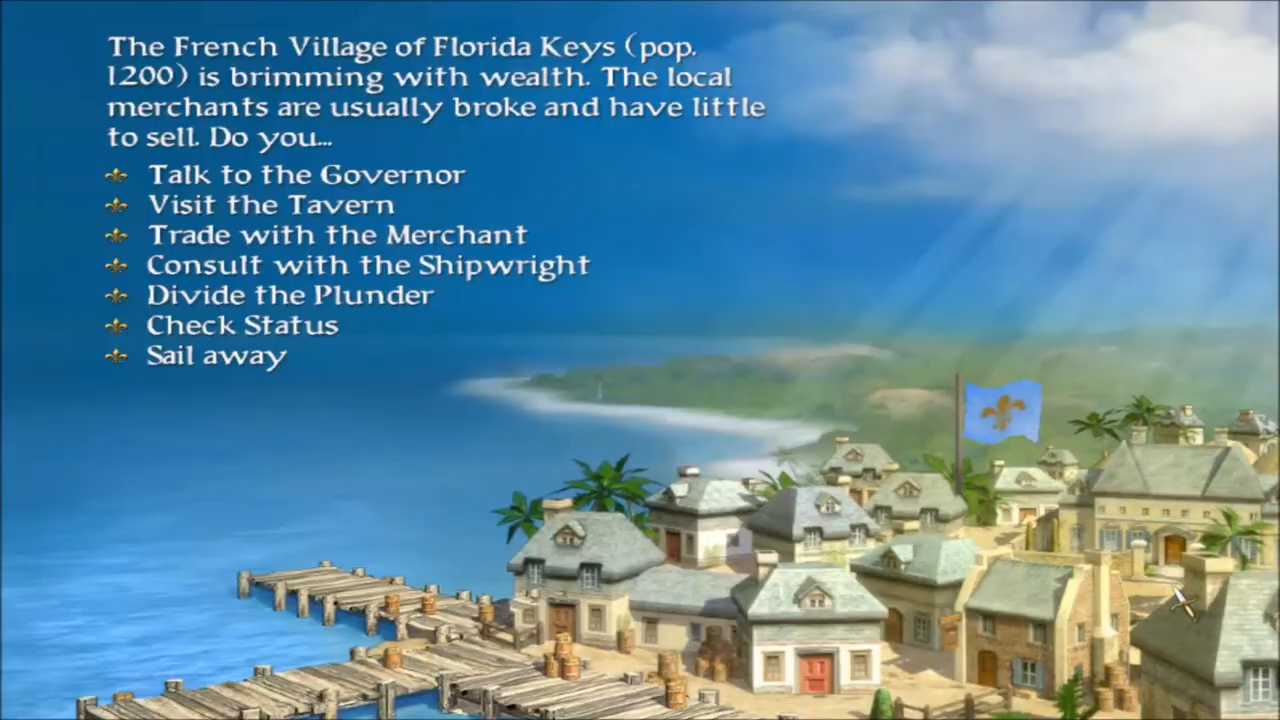 The French Village of Florida Keys (pop.
1200) is brimming with wealth. The local
merchants are usually broke and have little
to sell. Do you...
Talk to the Governor
Visit the Tavern
Trade with the Merchant
Consult with the Shipwright
Divide the Plunder
Check Status
Sail away